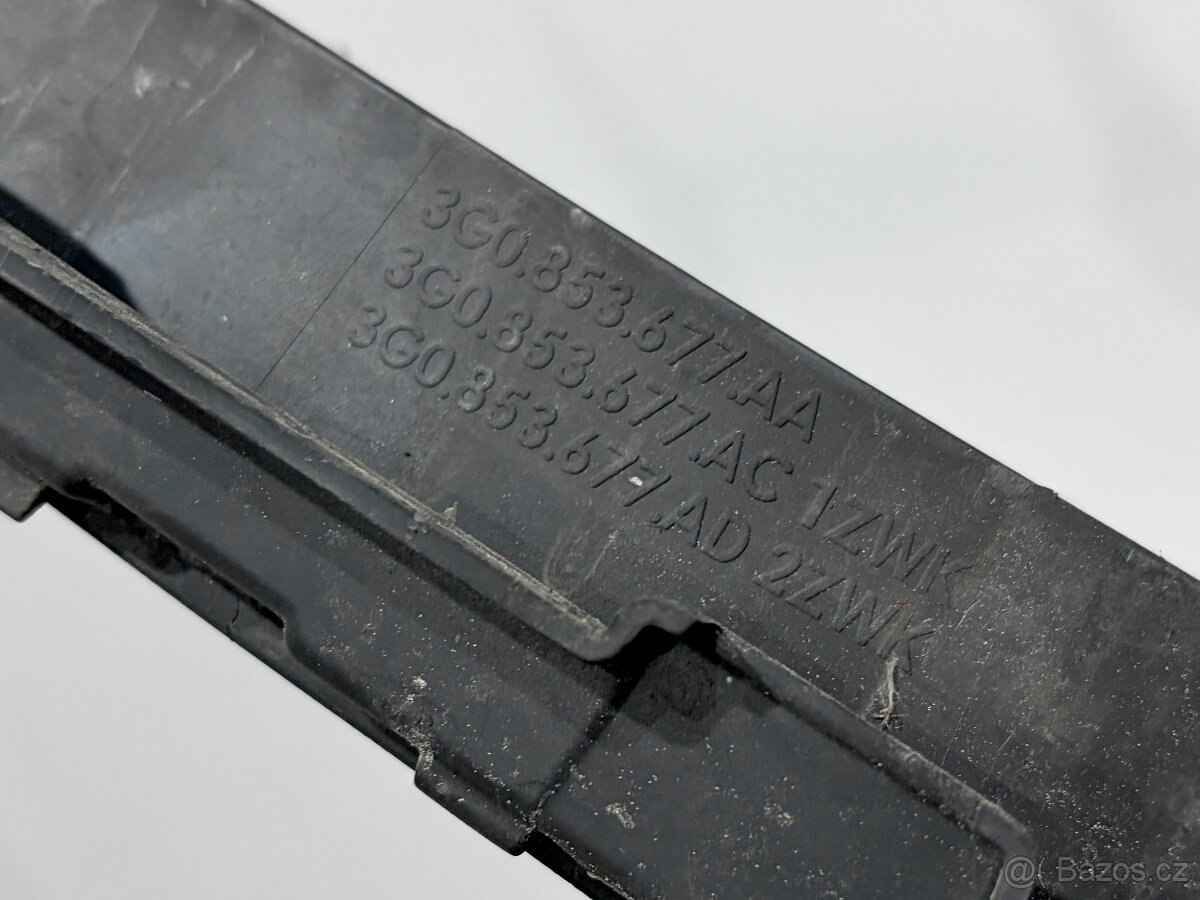 3G0.853.677.AA
3G0.853.677.AC 1ZWK
3G0.853.677.AD 2ZWK
@ Bazos.cz